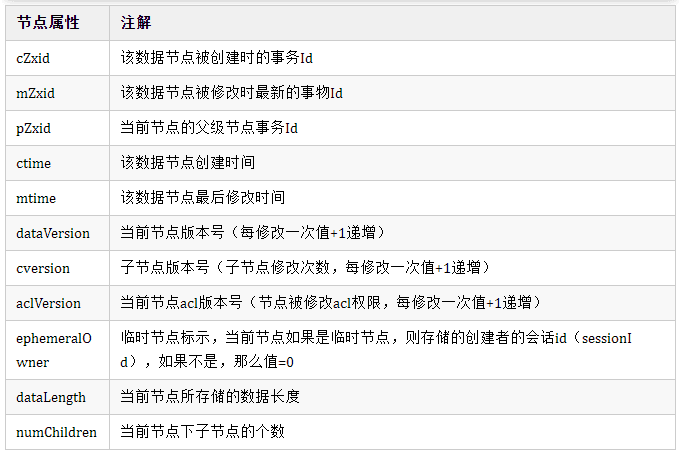 节点属性 注解
cZxid 该数据节点被创建时的事务Id
mZxid 该数据节点被修改时最新的事物Id
pZxid 当前节点的父级节点事务Id
ctime 该数据节点创建时间
mtime 该数据节点最后修改时间
dataVersion 当前节点版本号（每修改一次值+1递增）
cversion 子节点版本号（子节点修改次数，每修改一次值+1递增）
aclVersion 当前节点acl版本号（节点被修改acl权限，每修改一次值+1递增）
ephemeralO 临时节点标示，当前节点如果是临时节点，则存储的创建者的会话id（sessionI
wner d），如果不是，那么值=0
dataLength 当前节点所存储的数据长度
numChildren 当前节点下子节点的个数